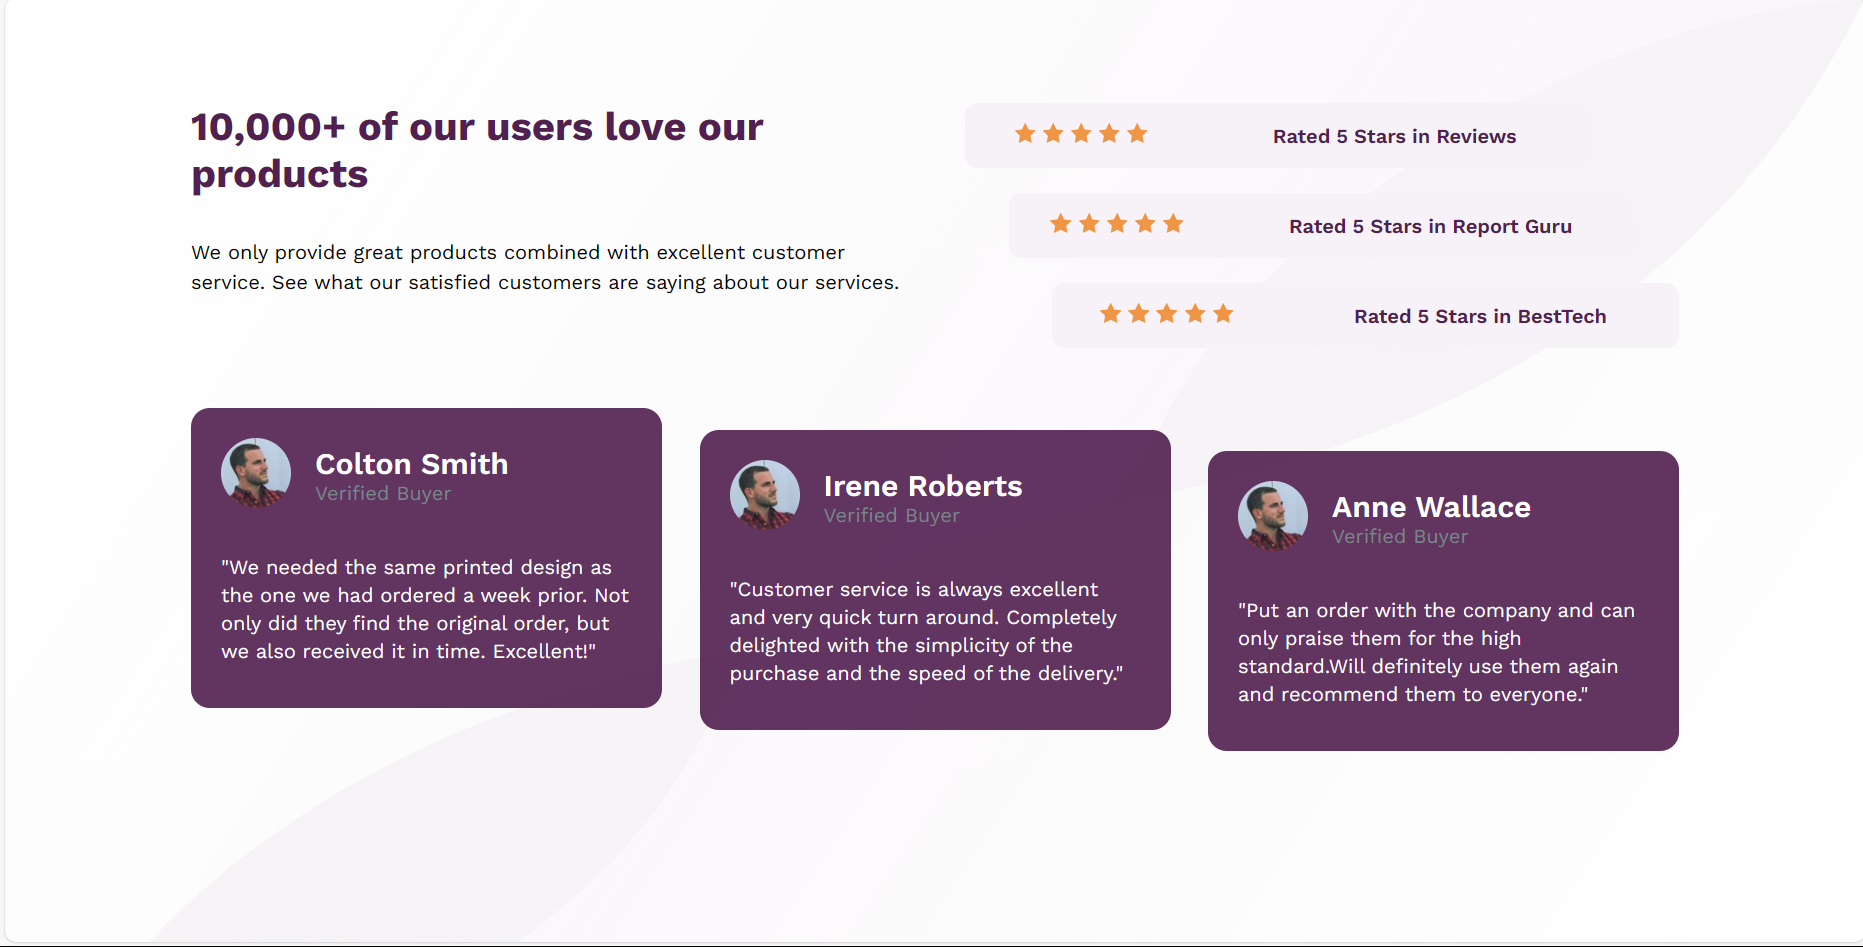 10,000+ of our users love our
products
We only provide great products combined with excellent customer
service. See what our satisfied customers are saying about our services.
Rated 5 Stars in Reviews
Rated 5 Stars in Report Guru
Rated 5 Stars in BestTech
Colton Smith
Verified Buyer
"We needed the same printed design as
the one we had ordered a week prior. Not
only did they find the original order, but
we also received it in time. Excellent!"
Irene Roberts
Verified Buyer
"Customer service is always excellent
and very quick turn around. Completely
delighted with the simplicity of the
purchase and the speed of the delivery."
Anne Wallace
Verified Buyer
"Put an order with the company and can
only praise them for the high
standard.Will definitely use them again
and recommend them to everyone."